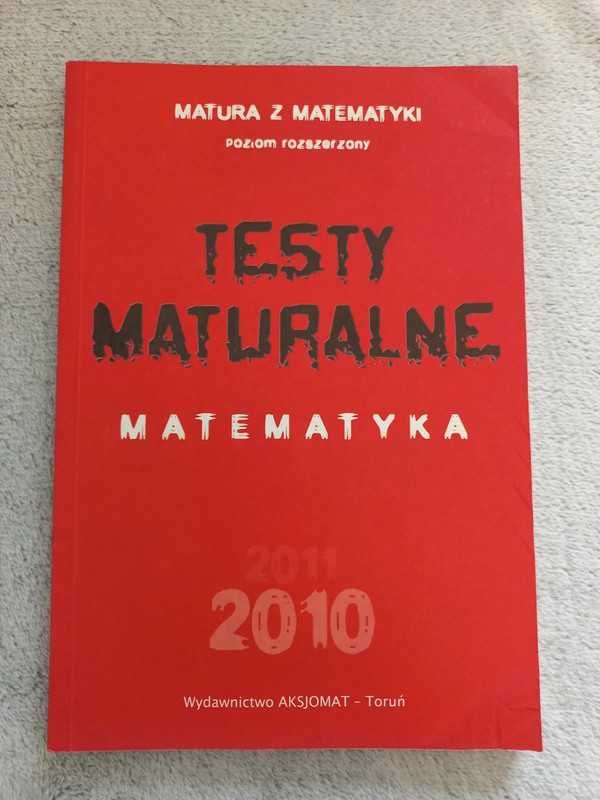 MATURA Z MATEMATYKI
poziom rozszerzony
TESTY
MATURALNE
MATEMATYKA
2011
2010
Wydawnictwo AKSJOMAT – Toruń